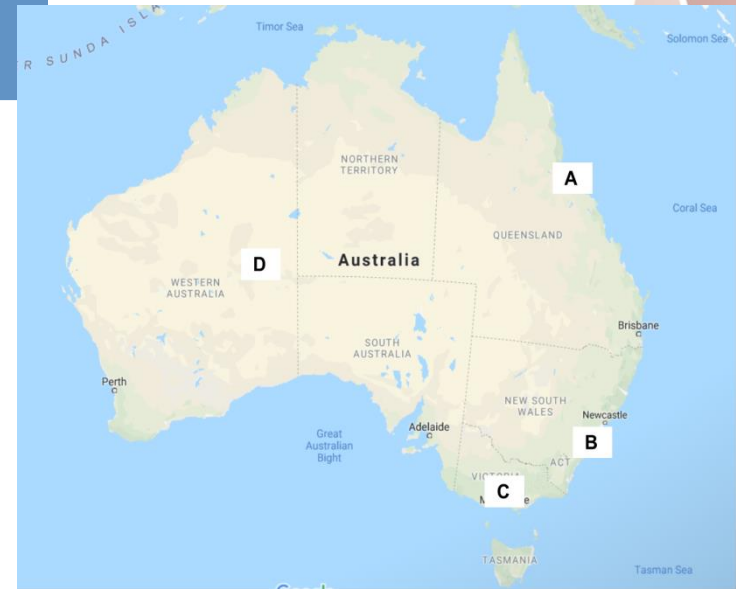 R SUNDA ISLA
Timor Sea
Solomon Sea
NORTHERN
TERRITORY
A
Coral Sea
QUEENSLAND
D
Australia
WESTERN
AUSTRALIA
Brisbane
SOUTH
AUSTRALIA
Perth
NEW SOUTH
WALES
Newcastle
Adelaide
Great
Australian
Bight
B
ACT
C
TASMANIA
Tasman Sea